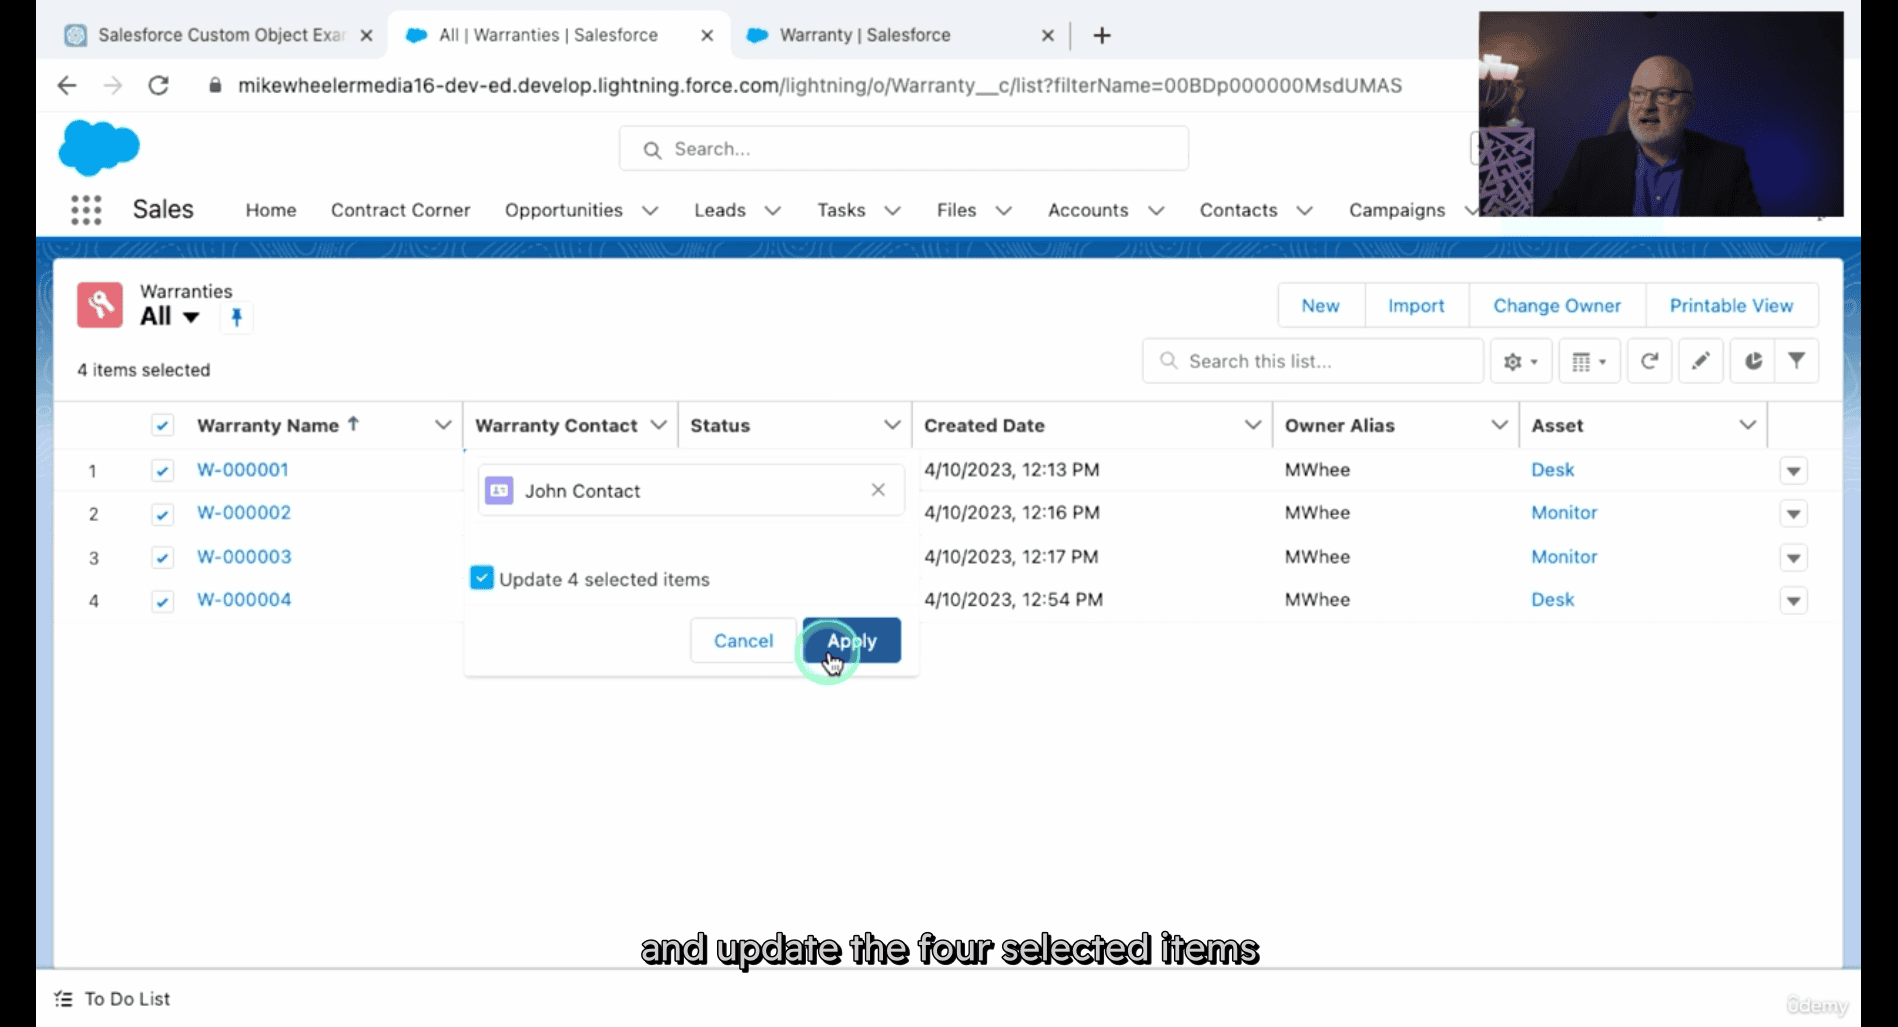 Salesforce Custom Object Exar
All | Warranties | Salesforce
Warranty | Salesforce
mikewheelermedia16-dev-ed.develop.lightning.force.com/lightning/o/Warranty__c/list?filterName=00BDp000000MsdUMAS
Search...
Sales Home Contract Corner Opportunities Leads Tasks Files Accounts Contacts Campaigns
Warranties
All
New Import Change Owner Printable View
4 items selected
Search this list...
Warranty Name Warranty Contact Status Created Date Owner Alias Asset
1 W-000001 4/10/2023, 12:13 PM MWhee Desk
John Contact
2 W-000002 4/10/2023, 12:16 PM MWhee Monitor
3 W-000003 4/10/2023, 12:17 PM MWhee Monitor
Update 4 selected items
4 W-000004 4/10/2023, 12:54 PM MWhee Desk
Cancel Apply
and update the four selected items
To Do List
ûdemy